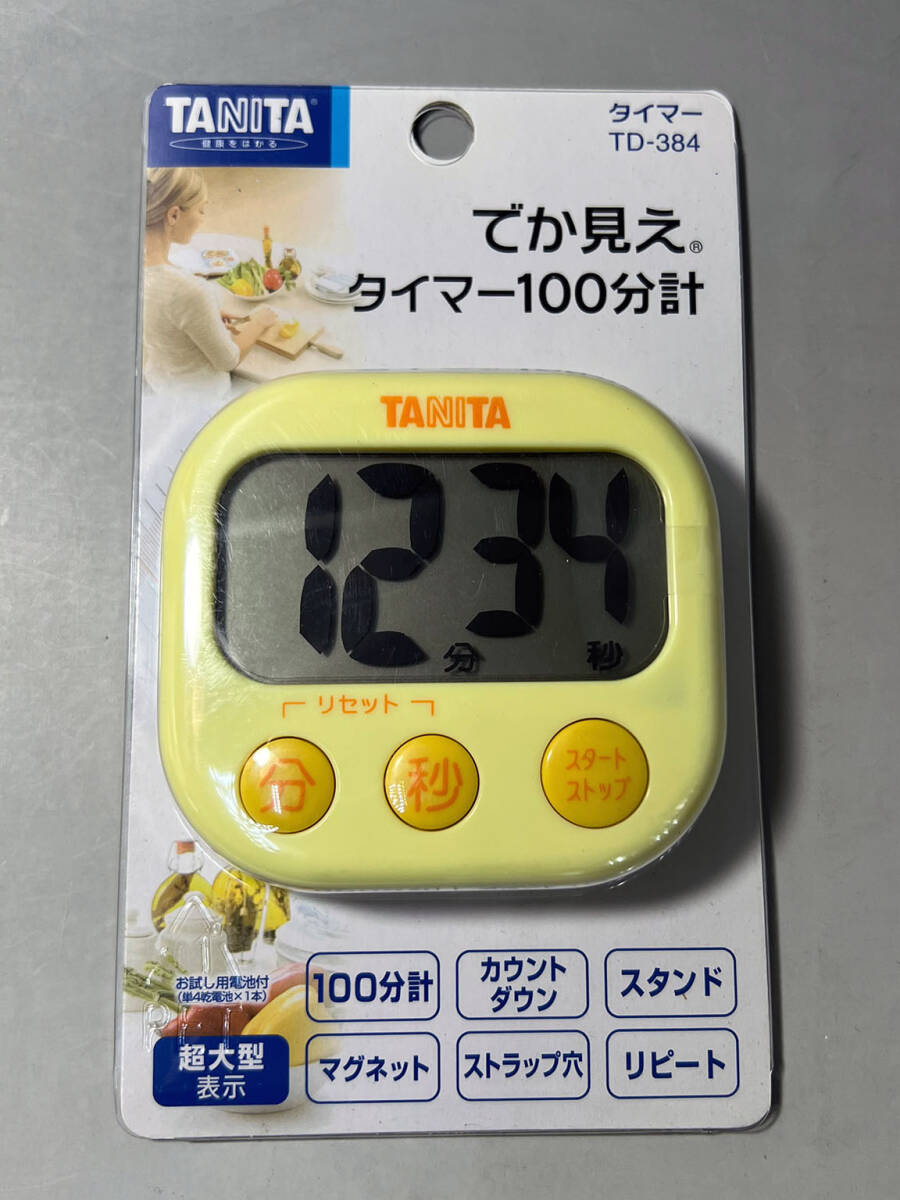 TANITA®
健康をはかる
タイマー
TD-384
でか見え®
タイマー100分計
TANITA
12 34
分 秒
リセット
分 秒 スタート
ストップ
お試し用電池付
(単4乾電池×1本)
超大型
表示
100分計
カウント
ダウン
スタンド
マグネット
ストラップ穴
リピート